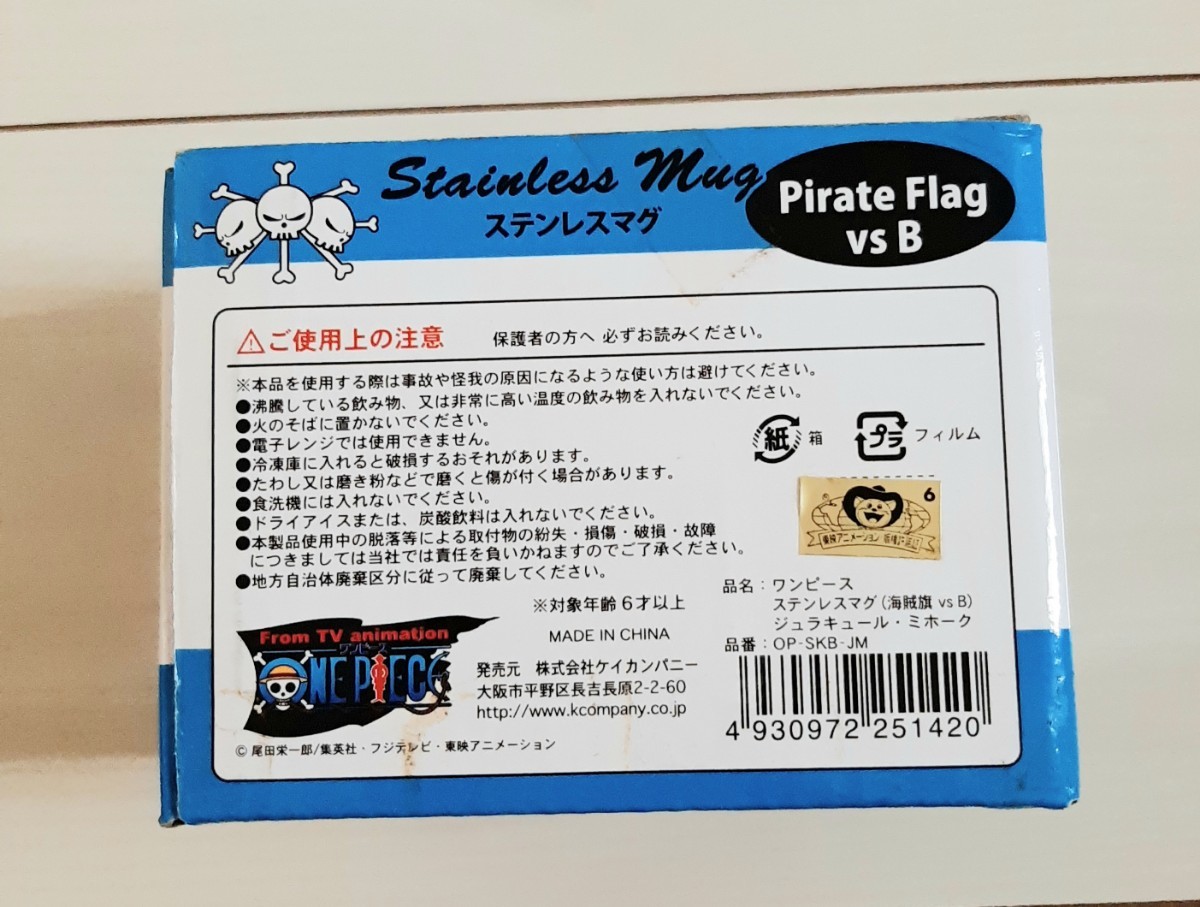 Stainless Mug
ステンレスマグ
Pirate Flag
vs B
ご使用上の注意 保護者の方へ 必ずお読みください。
※本品を使用する際は事故や怪我の原因になるような使い方は避けてください。
●沸騰している飲み物、又は非常に高い温度の飲み物を入れないでください。
●火のそばに置かないでください。
●電子レンジでは使用できません。
●冷凍庫に入れると破損するおそれがあります。
●たわし又は磨き粉などで磨くと傷が付く場合があります。
●食洗機には入れないでください。
●ドライアイスまたは、炭酸飲料は入れないでください。
●本製品使用中の脱落等による取付物の紛失・損傷・破損・故障
につきましては当社では責任を負いかねますのでご了承ください。
●地方自治体廃棄区分に従って廃棄してください。
紙 箱 プラ フィルム
6
東映アニメーション
※対象年齢6才以上
MADE IN CHINA
発売元 株式会社ケイカンパニー
大阪市平野区長吉長原2-2-60
http://www.kcompany.co.jp
品名：ワンピース
ステンレスマグ(海賊旗 vs B)
ジュラキュール・ミホーク
品番：OP-SKB-JM
4 930972 251420
From TV animation
ワンピース
ONE PIECE
© 尾田栄一郎/集英社・フジテレビ・東映アニメーション